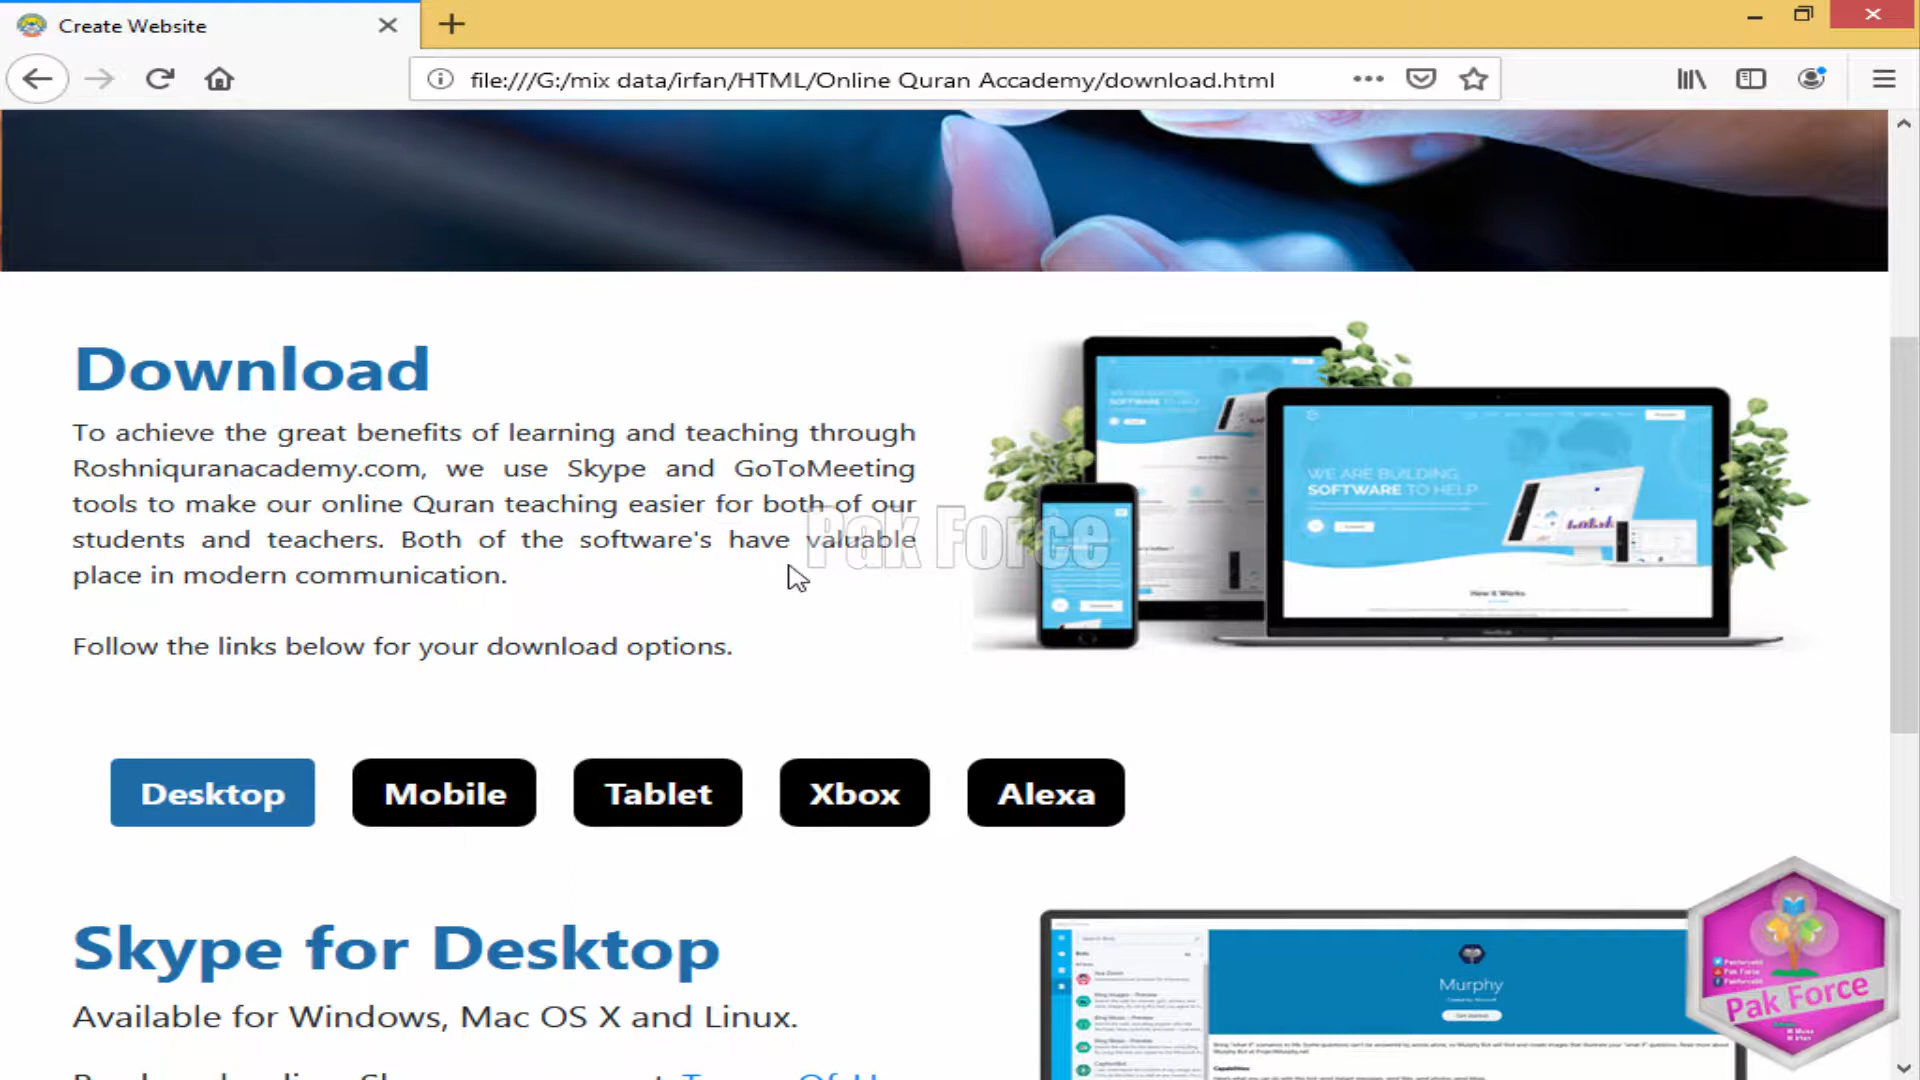 Create Website
file:///G:/mix data/irfan/HTML/Online Quran Accademy/download.html
Download
To achieve the great benefits of learning and teaching through
Roshniquranacademy.com, we use Skype and GoToMeeting
tools to make our online Quran teaching easier for both of our
students and teachers. Both of the software's have valuable
place in modern communication.
Follow the links below for your download options.
WE ARE BUILDING
SOFTWARE TO HELP
How it Works
Pak Force
Desktop
Mobile
Tablet
Xbox
Alexa
Skype for Desktop
Available for Windows, Mac OS X and Linux.
Murphy
Pak Force